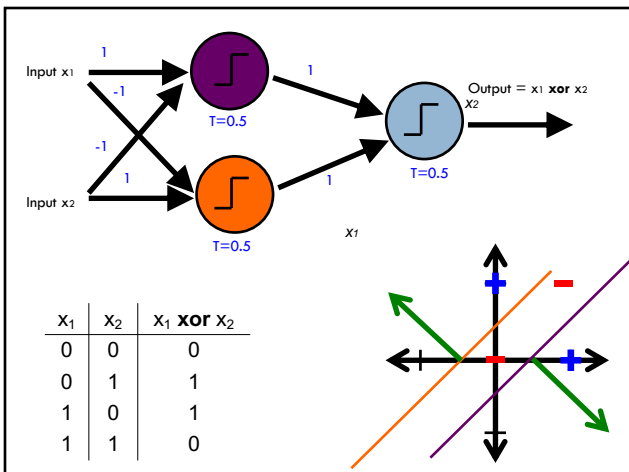 1
Input x1
-1
1
Output = x1 xor x2
x2
T=0.5
-1
1
T=0.5
Input x2
1
T=0.5
x1
x1 x2 x1 xor x2
0 0 0
0 1 1
1 0 1
1 1 0